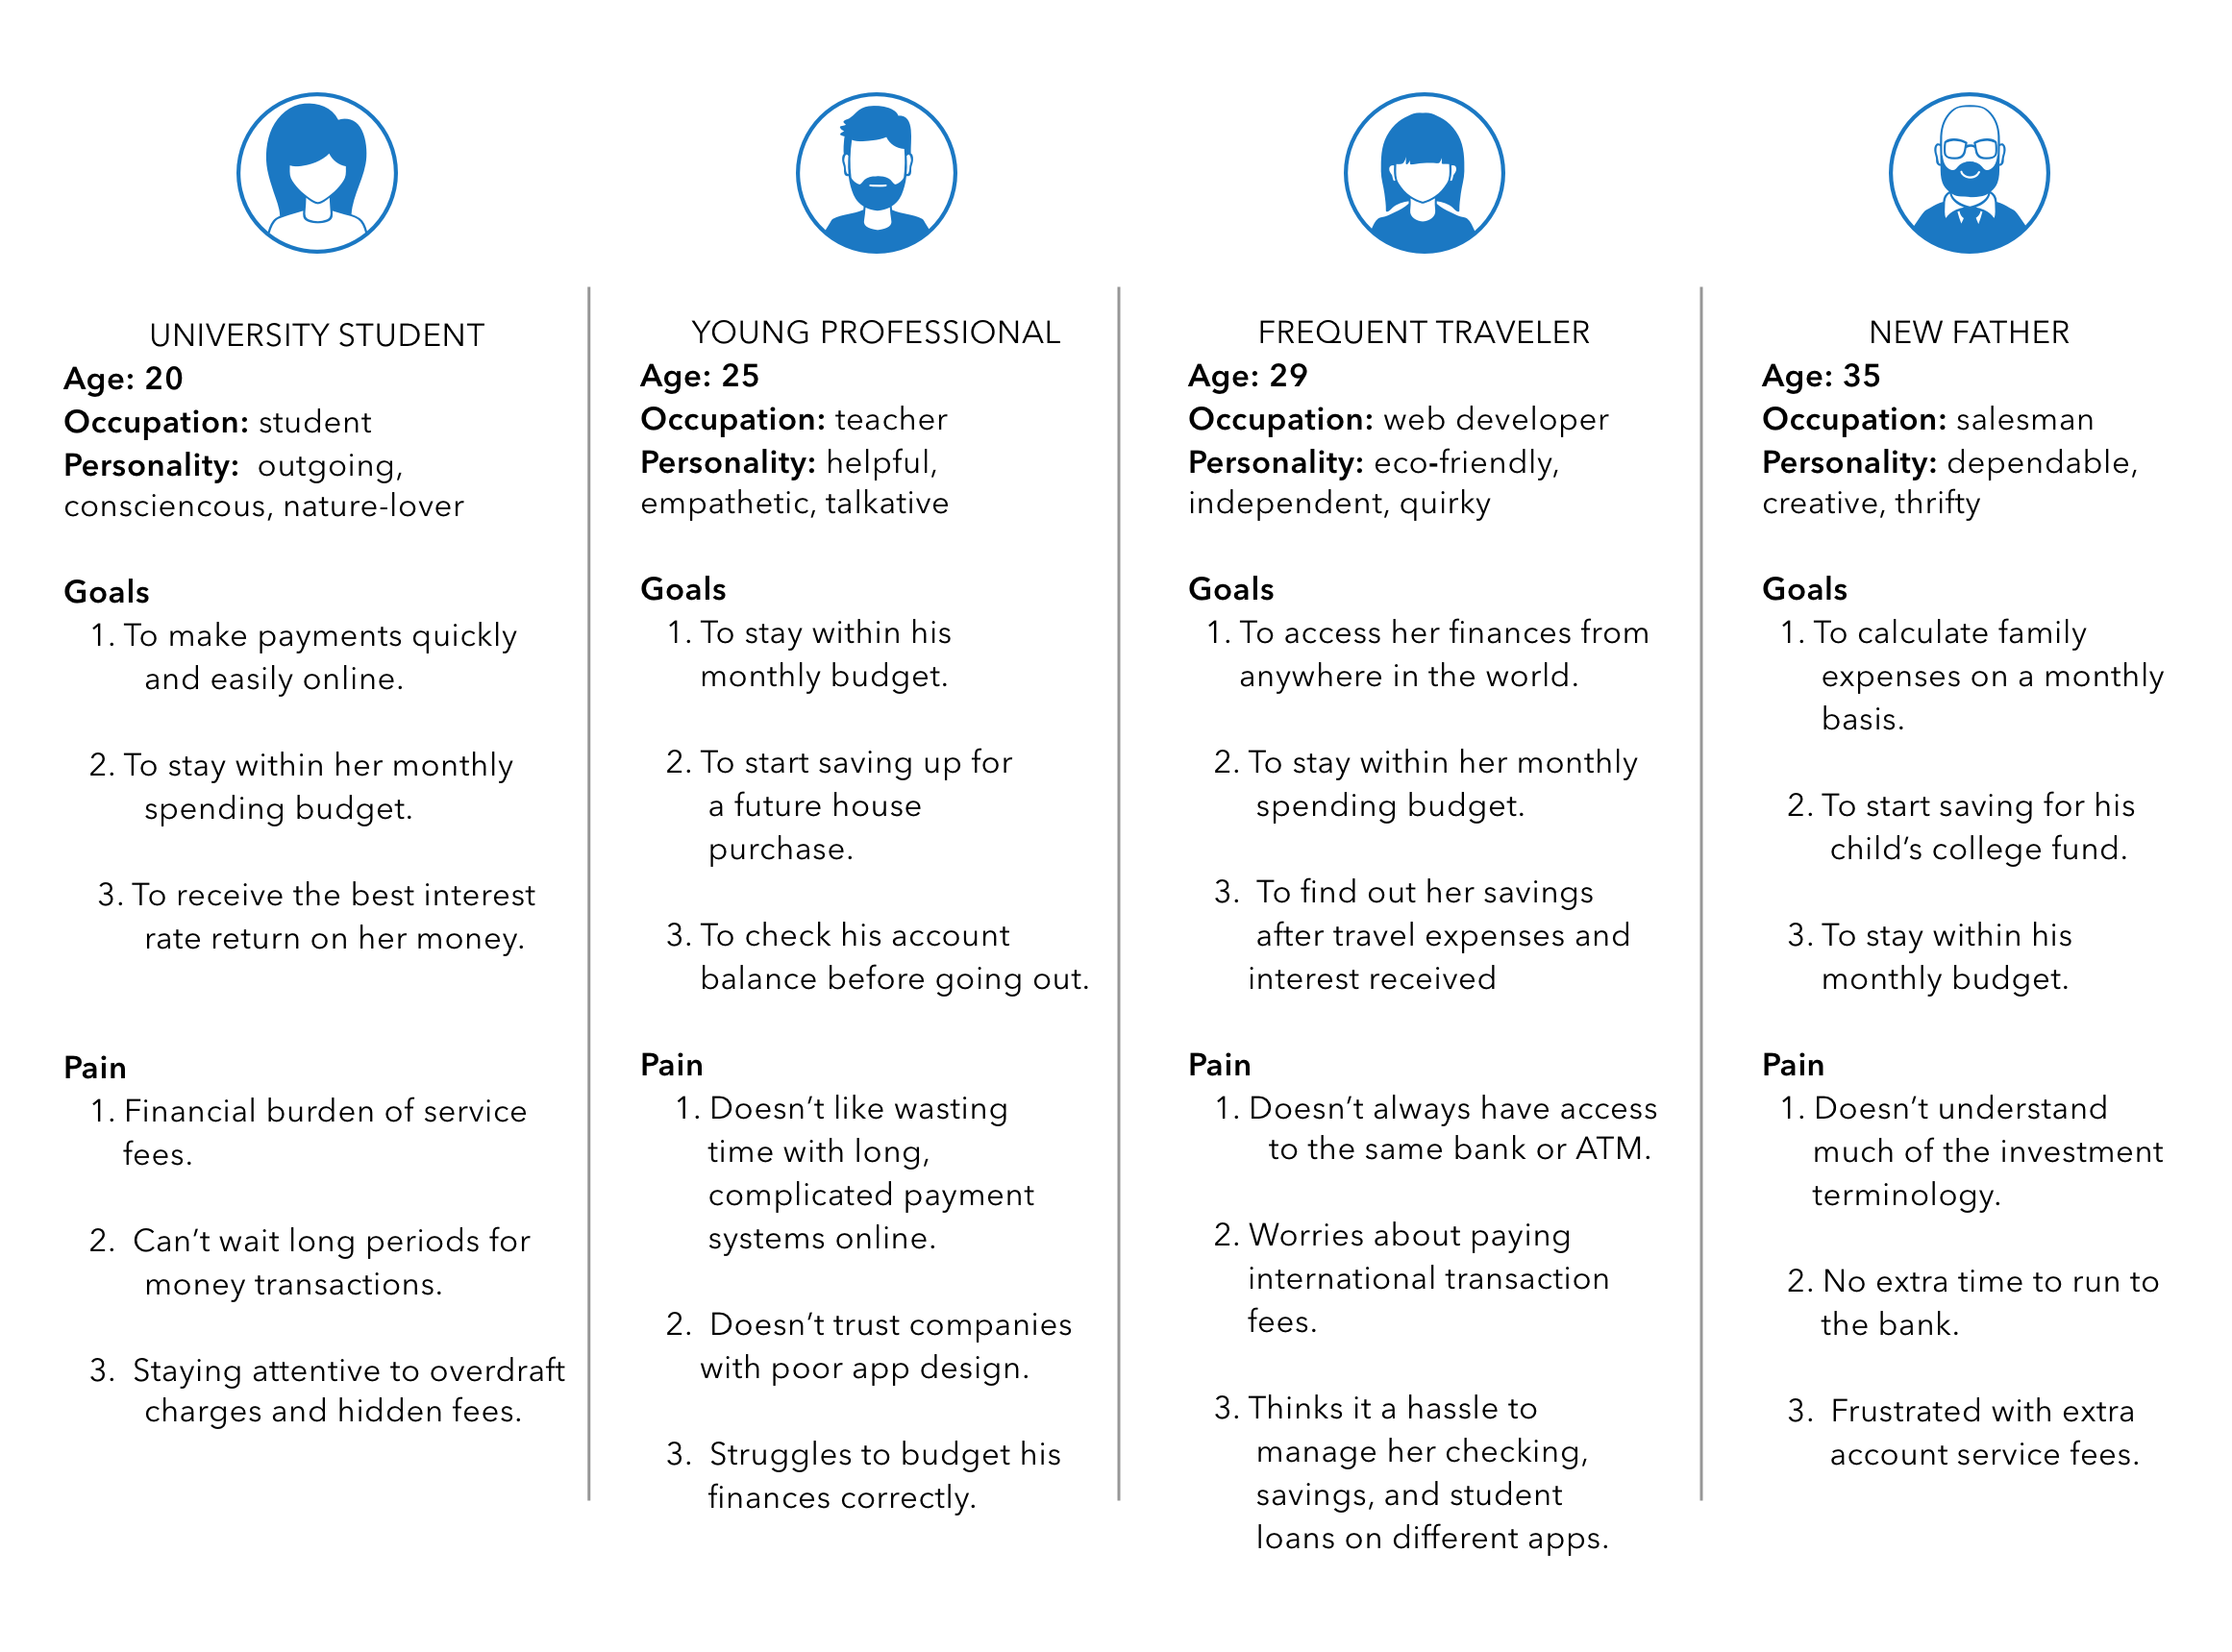 UNIVERSITY STUDENT
Age: 20
Occupation: student
Personality: outgoing,
consciencous, nature-lover
Goals
1. To make payments quickly
and easily online.
2. To stay within her monthly
spending budget.
3. To receive the best interest
rate return on her money.
Pain
1. Financial burden of service
fees.
2. Can't wait long periods for
money transactions.
3. Staying attentive to overdraft
charges and hidden fees.
YOUNG PROFESSIONAL
Age: 25
Occupation: teacher
Personality: helpful,
empathetic, talkative
Goals
1. To stay within his
monthly budget.
2. To start saving up for
a future house
purchase.
3. To check his account
balance before going out.
Pain
1. Doesn't like wasting
time with long,
complicated payment
systems online.
2. Doesn't trust companies
with poor app design.
3. Struggles to budget his
finances correctly.
FREQUENT TRAVELER
Age: 29
Occupation: web developer
Personality: eco-friendly,
independent, quirky
Goals
1. To access her finances from
anywhere in the world.
2. To stay within her monthly
spending budget.
3. To find out her savings
after travel expenses and
interest received
Pain
1. Doesn't always have access
to the same bank or ATM.
2. Worries about paying
international transaction
fees.
3. Thinks it a hassle to
manage her checking,
savings, and student
loans on different apps.
NEW FATHER
Age: 35
Occupation: salesman
Personality: dependable,
creative, thrifty
Goals
1. To calculate family
expenses on a monthly
basis.
2. To start saving for his
child's college fund.
3. To stay within his
monthly budget.
Pain
1. Doesn't understand
much of the investment
terminology.
2. No extra time to run to
the bank.
3. Frustrated with extra
account service fees.